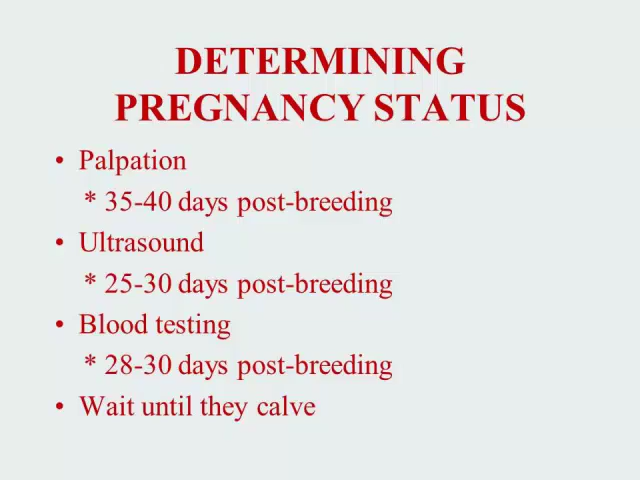 DETERMINING
PREGNANCY STATUS
• Palpation
* 35-40 days post-breeding
• Ultrasound
* 25-30 days post-breeding
• Blood testing
* 28-30 days post-breeding
• Wait until they calve